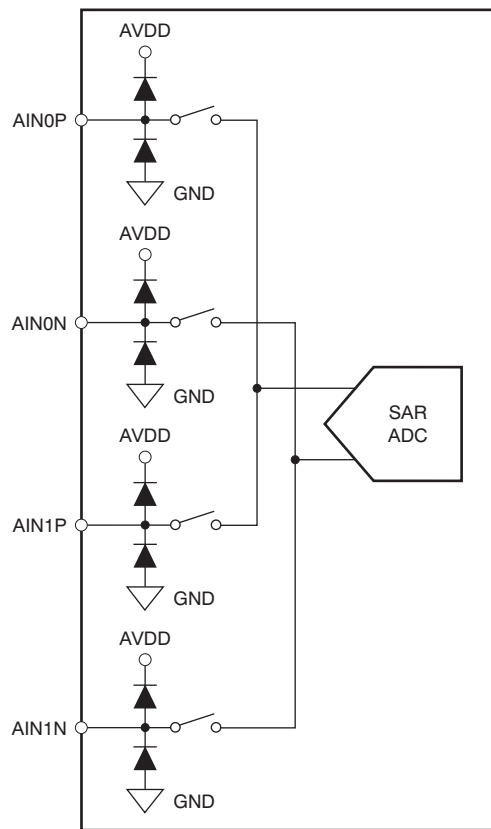 AVDD
AIN0P
GND
AVDD
AIN0N
GND
SAR
ADC
AVDD
AIN1P
GND
AVDD
AIN1N
GND